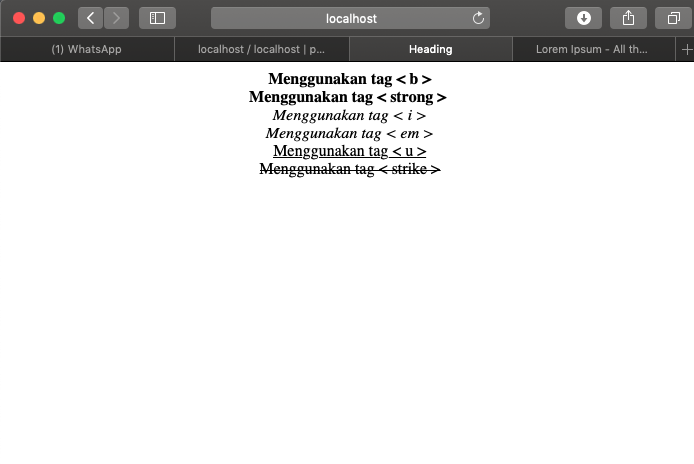 localhost
(1) WhatsApp
localhost / localhost | p...
Heading
Lorem Ipsum - All th...
Menggunakan tag < b >
Menggunakan tag < strong >
Menggunakan tag < i >
Menggunakan tag < em >
Menggunakan tag < u >
Menggunakan tag < strike >